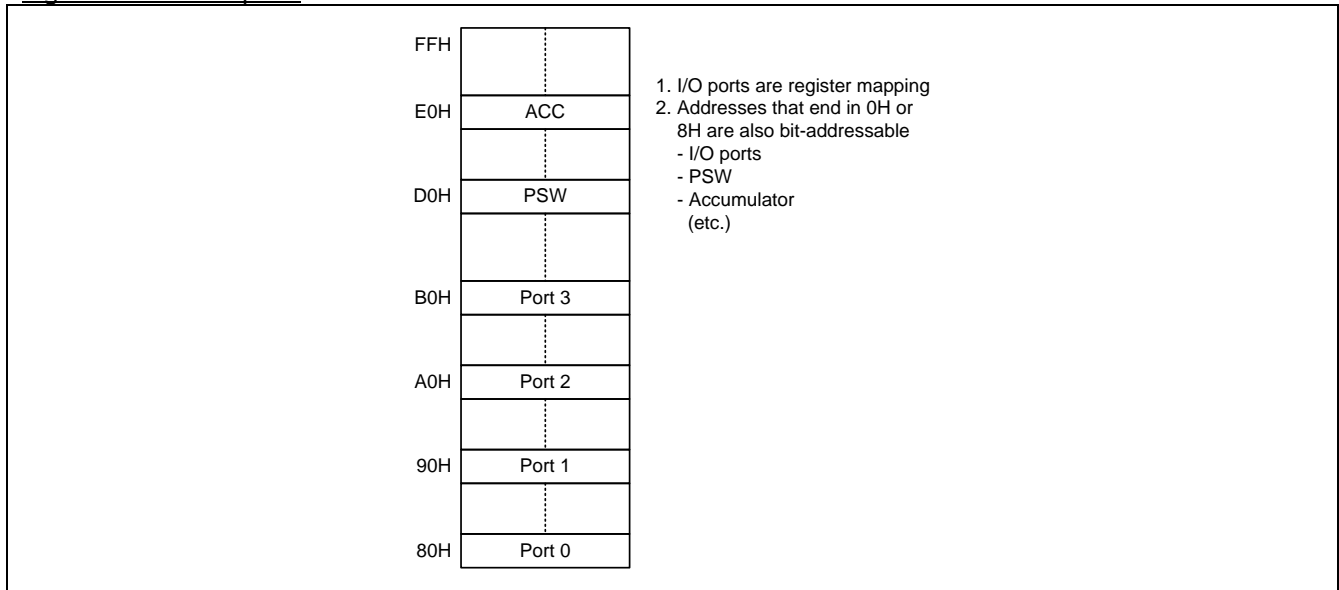 FFH
E0H ACC
D0H PSW
B0H Port 3
A0H Port 2
90H Port 1
80H Port 0
1. I/O ports are register mapping
2. Addresses that end in 0H or
8H are also bit-addressable
- I/O ports
- PSW
- Accumulator
(etc.)